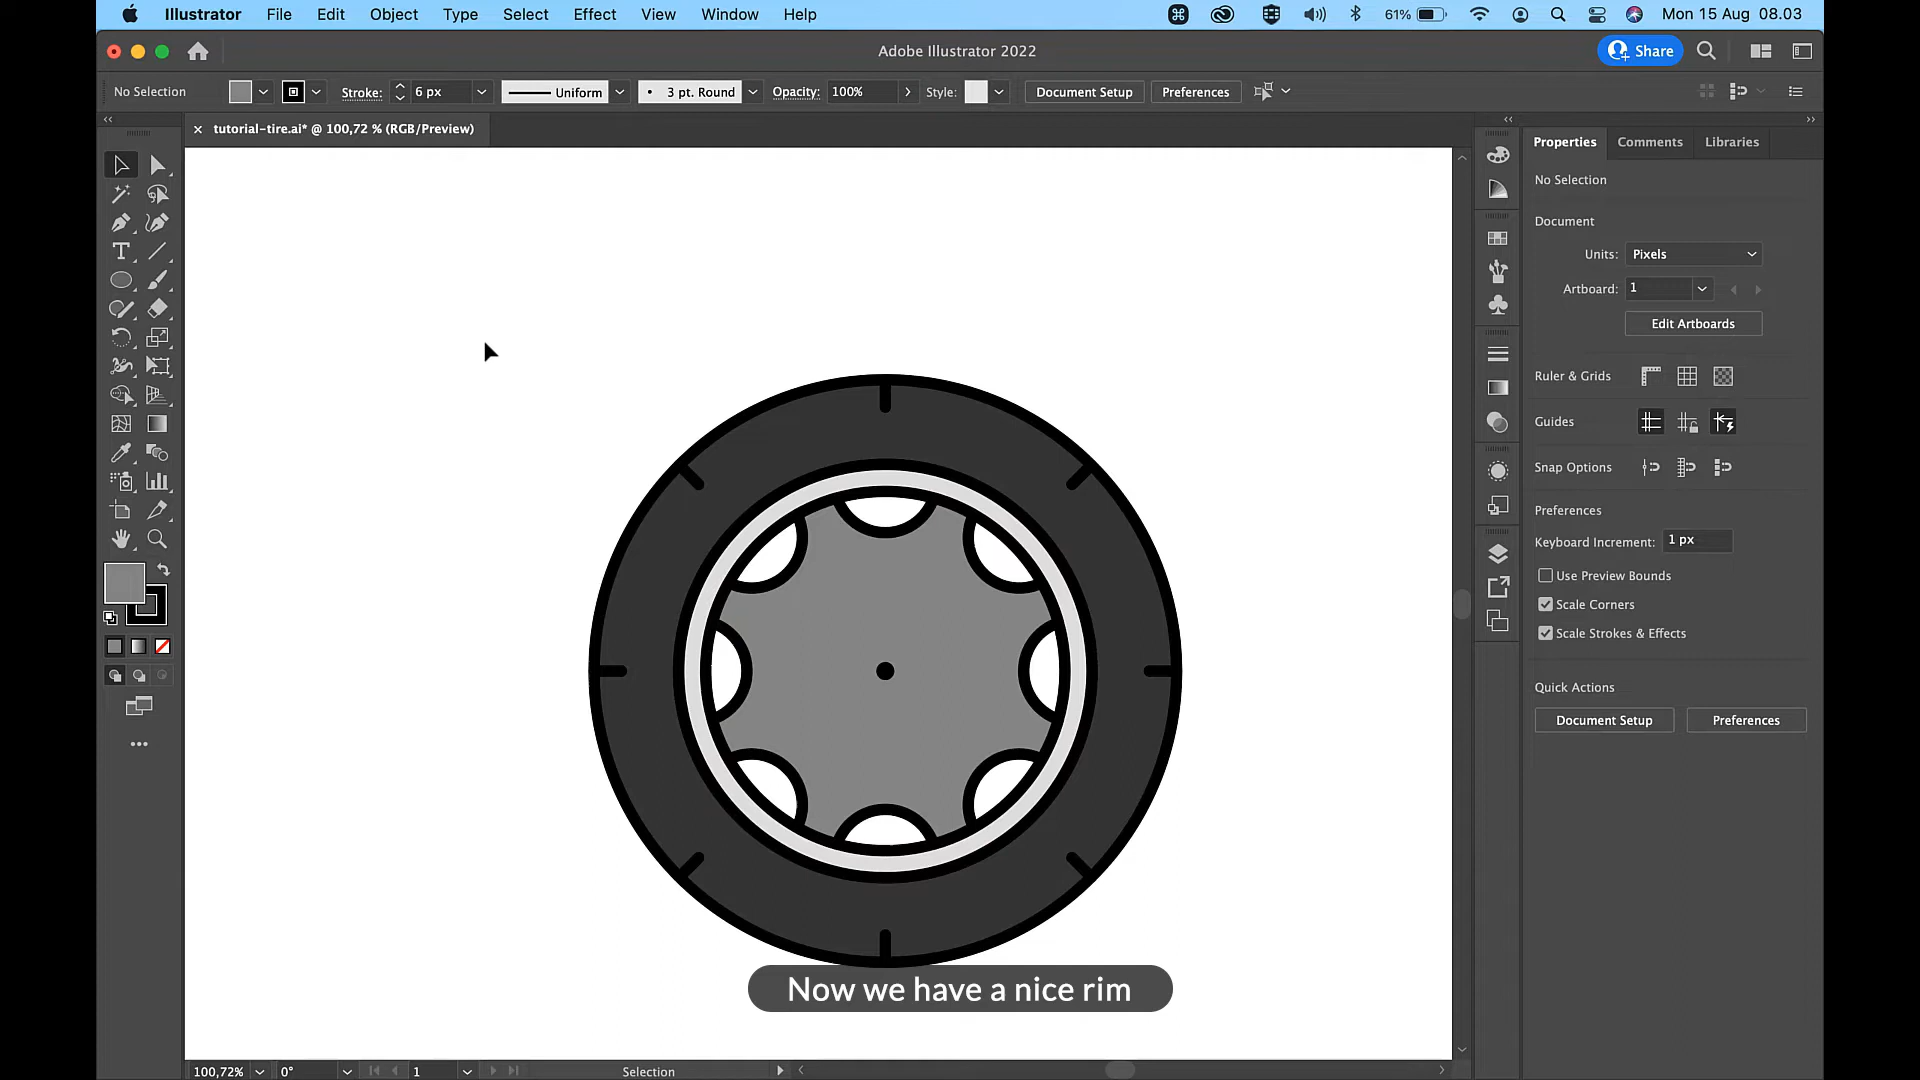 Illustrator File Edit Object Type Select Effect View Window Help 61% Mon 15 Aug 08.03
Adobe Illustrator 2022 Share
No Selection Stroke: 6 px Uniform 3 pt. Round Opacity: 100% Style: Document Setup Preferences
tutorial-tire.ai* @ 100,72 % (RGB/Preview)
Properties Comments Libraries
No Selection
Document
Units: Pixels
Artboard: 1
Edit Artboards
Ruler & Grids
Guides
Snap Options
Preferences
Keyboard Increment: 1 px
Use Preview Bounds
Scale Corners
Scale Strokes & Effects
Quick Actions
Document Setup Preferences
Now we have a nice rim
100,72% 0° 1 Selection